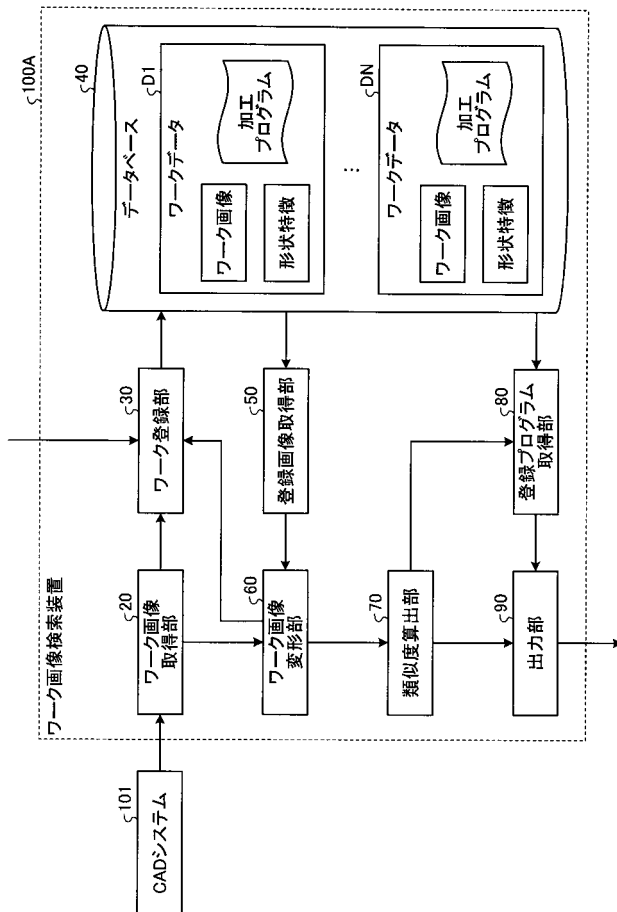 100A
ワーク画像検索装置
101
CADシステム
20
ワーク画像
取得部
30
ワーク登録部
40
データベース
D1
ワークデータ
ワーク画像
形状特徴
加工
プログラム
⋮
DN
ワークデータ
ワーク画像
形状特徴
加工
プログラム
60
ワーク画像
変形部
50
登録画像取得部
70
類似度算出部
80
登録プログラム
取得部
90
出力部